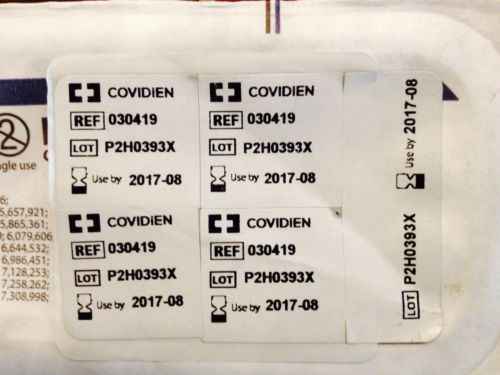 COVIDIEN
REF 030419
LOT P2H0393X
Use by 2017-08
COVIDIEN
REF 030419
LOT P2H0393X
Use by 2017-08
Use by 2017-08
LOT P2H0393X
COVIDIEN
REF 030419
LOT P2H0393X
Use by 2017-08
COVIDIEN
REF 030419
LOT P2H0393X
Use by 2017-08
2
gle use
6;
5,657,921;
5,865,361;
9; 6,079,606
6,644,532;
6,986,451;
7,128,253;
7,258,262;
7,308,998;